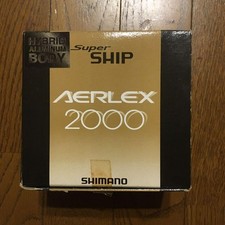 HYBRID
ALUMINUM
BODY
Super
SHIP
AERLEX
2000
SHIMANO